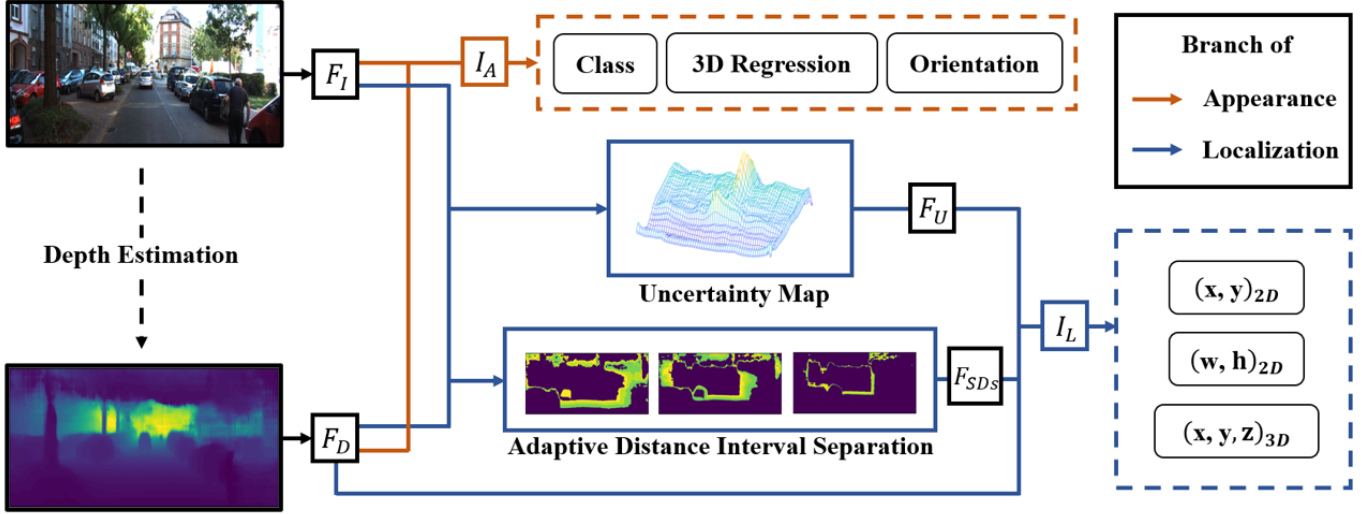 F_I
I_A
Class
3D Regression
Orientation
Branch of
Appearance
Localization
Depth Estimation
Uncertainty Map
F_U
F_D
Adaptive Distance Interval Separation
F_SDs
I_L
(x, y)_2D
(w, h)_2D
(x, y, z)_3D